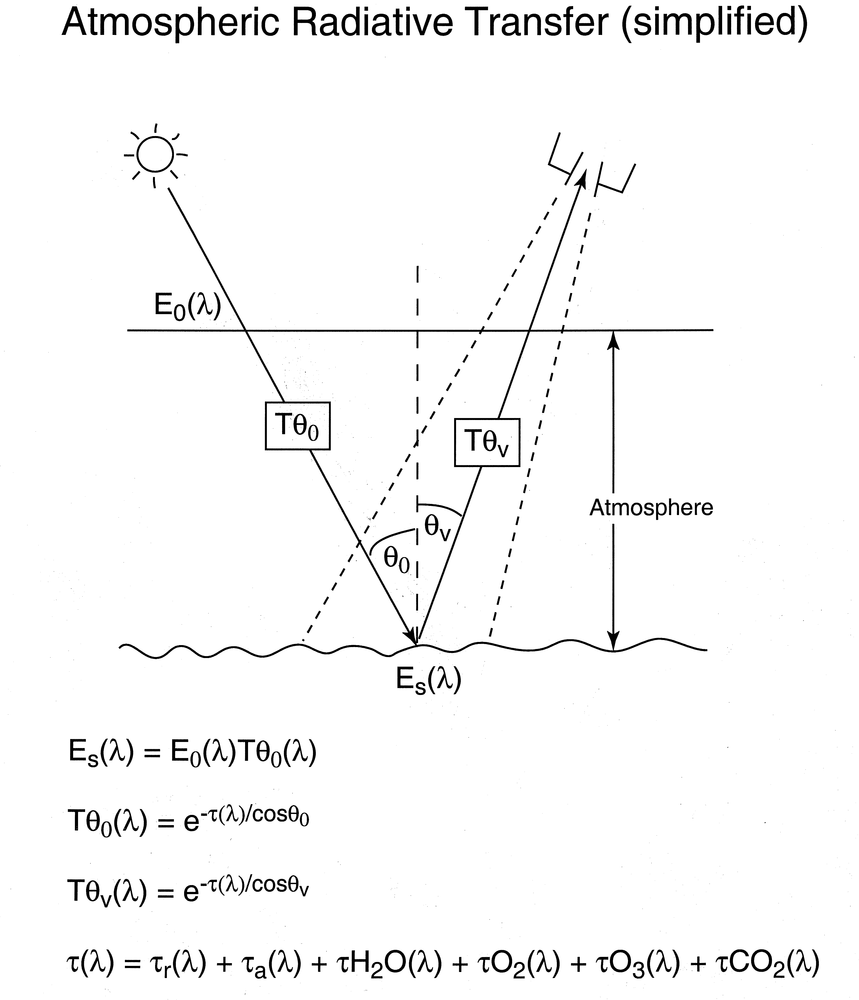 Atmospheric Radiative Transfer (simplified)
E₀(λ)
Tθ₀
Tθᵥ
Atmosphere
θᵥ
θ₀
Eₛ(λ)
Eₛ(λ) = E₀(λ)Tθ₀(λ)
Tθ₀(λ) = e^-τ(λ)/cosθ₀
Tθᵥ(λ) = e^-τ(λ)/cosθᵥ
τ(λ) = τᵣ(λ) + τₐ(λ) + τH₂O(λ) + τO₂(λ) + τO₃(λ) + τCO₂(λ)